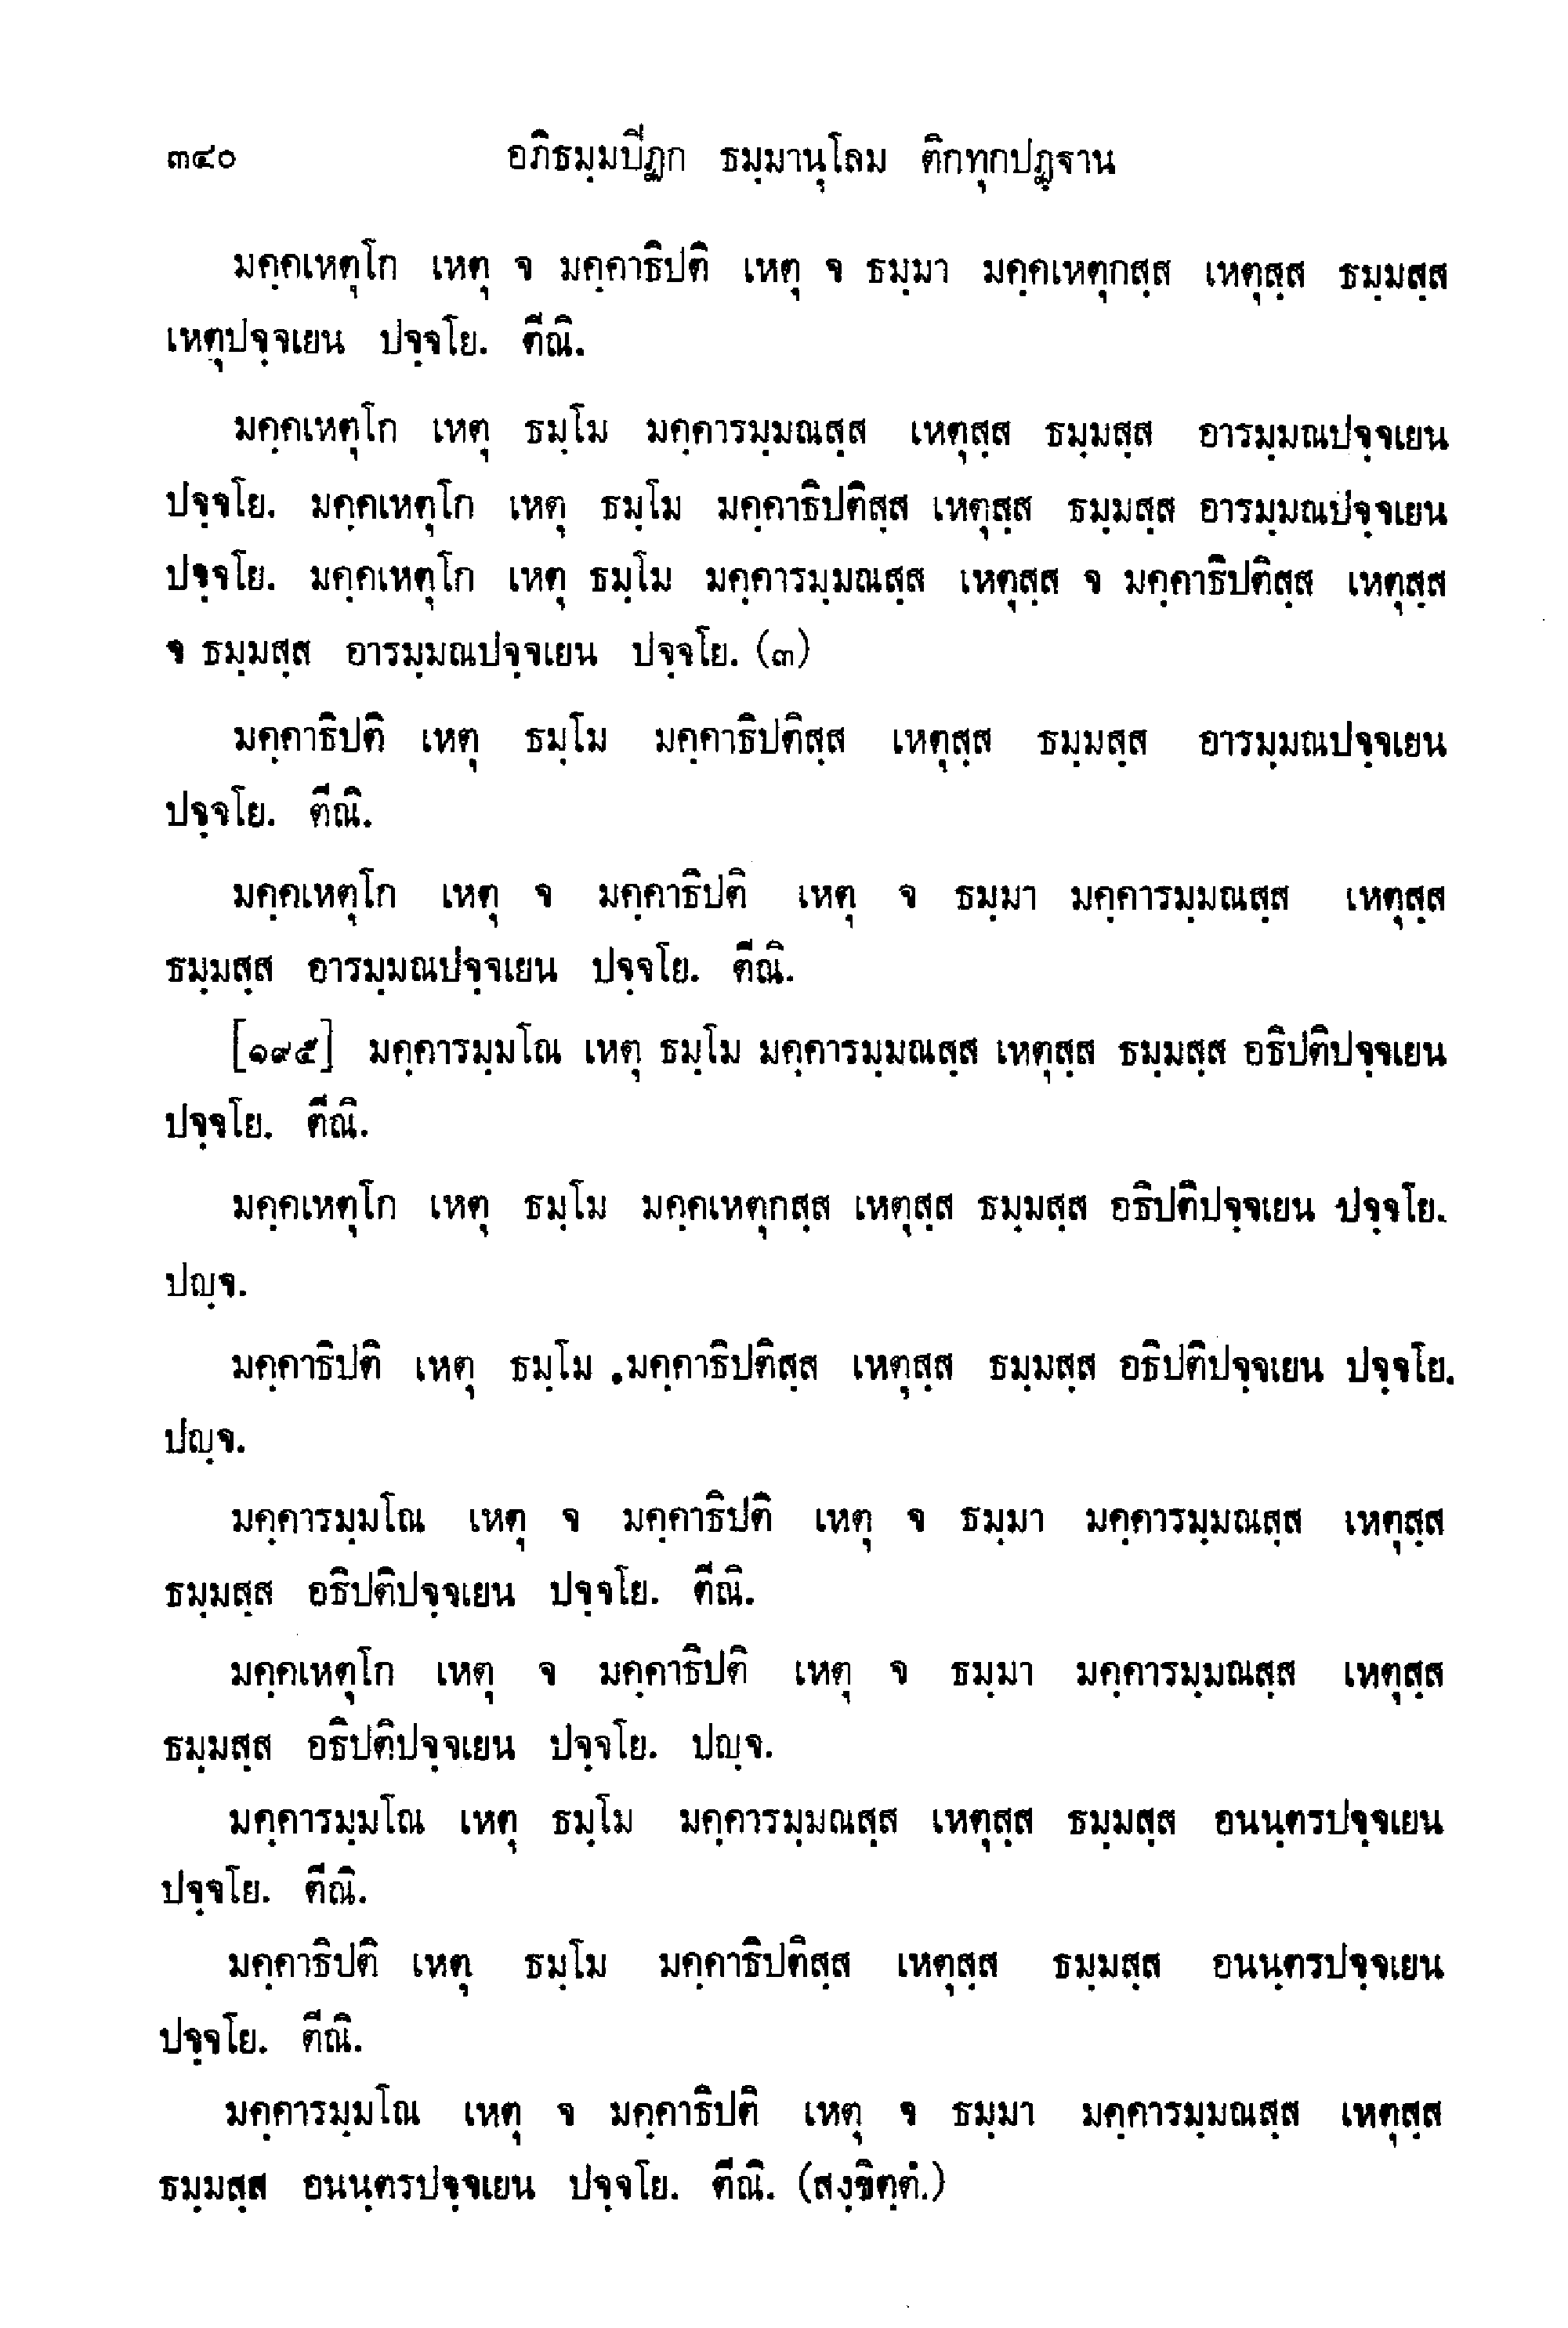 ๓๔๐ อภิธมฺมปีฏก ธมฺมานุโลม ติกทุกปฏฺฐาน
มคฺคเหตุโก เหตุ จ มคฺคาธิปติ เหตุ จ ธมฺมา มคฺคเหตุกสฺส เหตุสฺส ธมฺมสฺส
เหตุปจฺจเยน ปจฺจโย. ตีณิ.
มคฺคเหตุโก เหตุ ธมฺโม มคฺคารมฺมณสฺส เหตุสฺส ธมฺมสฺส อารมฺมณปจฺจเยน
ปจฺจโย. มคฺคเหตุโก เหตุ ธมฺโม มคฺคาธิปติสฺส เหตุสฺส ธมฺมสฺส อารมฺมณปจฺจเยน
ปจฺจโย. มคฺคเหตุโก เหตุ ธมฺโม มคฺคารมฺมณสฺส เหตุสฺส จ มคฺคาธิปติสฺส เหตุสฺส
จ ธมฺมสฺส อารมฺมณปจฺจเยน ปจฺจโย. (๓)
มคฺคาธิปติ เหตุ ธมฺโม มคฺคาธิปติสฺส เหตุสฺส ธมฺมสฺส อารมฺมณปจฺจเยน
ปจฺจโย. ตีณิ.
มคฺคเหตุโก เหตุ จ มคฺคาธิปติ เหตุ จ ธมฺมา มคฺคารมฺมณสฺส เหตุสฺส
ธมฺมสฺส อารมฺมณปจฺจเยน ปจฺจโย. ตีณิ.
[๑๙๕] มคฺคารมฺมโณ เหตุ ธมฺโม มคฺคารมฺมณสฺส เหตุสฺส ธมฺมสฺส อธิปติปจฺจเยน
ปจฺจโย. ตีณิ.
มคฺคเหตุโก เหตุ ธมฺโม มคฺคเหตุกสฺส เหตุสฺส ธมฺมสฺส อธิปติปจฺจเยน ปจฺจโย.
ปญฺจ.
มคฺคาธิปติ เหตุ ธมฺโม .มคฺคาธิปติสฺส เหตุสฺส ธมฺมสฺส อธิปติปจฺจเยน ปจฺจโย.
ปญฺจ.
มคฺคารมฺมโณ เหตุ จ มคฺคาธิปติ เหตุ จ ธมฺมา มคฺคารมฺมณสฺส เหตุสฺส
ธมฺมสฺส อธิปติปจฺจเยน ปจฺจโย. ตีณิ.
มคฺคเหตุโก เหตุ จ มคฺคาธิปติ เหตุ จ ธมฺมา มคฺคารมฺมณสฺส เหตุสฺส
ธมฺมสฺส อธิปติปจฺจเยน ปจฺจโย. ปญฺจ.
มคฺคารมฺมโณ เหตุ ธมฺโม มคฺคารมฺมณสฺส เหตุสฺส ธมฺมสฺส อนนฺตรปจฺจเยน
ปจฺจโย. ตีณิ.
มคฺคาธิปติ เหตุ ธมฺโม มคฺคาธิปติสฺส เหตุสฺส ธมฺมสฺส อนนฺตรปจฺจเยน
ปจฺจโย. ตีณิ.
มคฺคารมฺมโณ เหตุ จ มคฺคาธิปติ เหตุ จ ธมฺมา มคฺคารมฺมณสฺส เหตุสฺส
ธมฺมสฺส อนนฺตรปจฺจเยน ปจฺจโย. ตีณิ. (สงฺขิตฺตํ.)